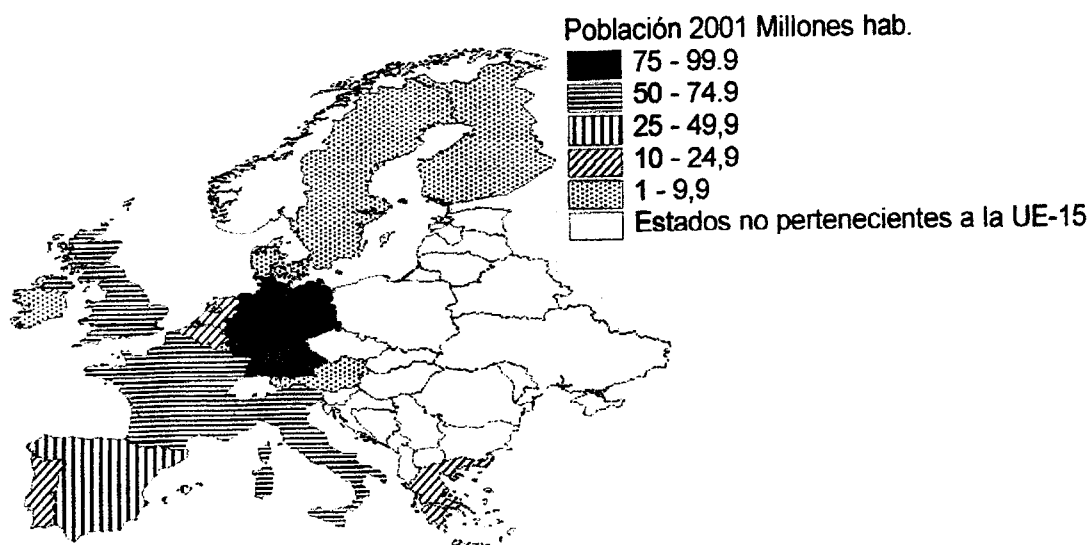 Población 2001 Millones hab.
75 - 99.9
50 - 74.9
25 - 49,9
10 - 24,9
1 - 9,9
Estados no pertenecientes a la UE-15